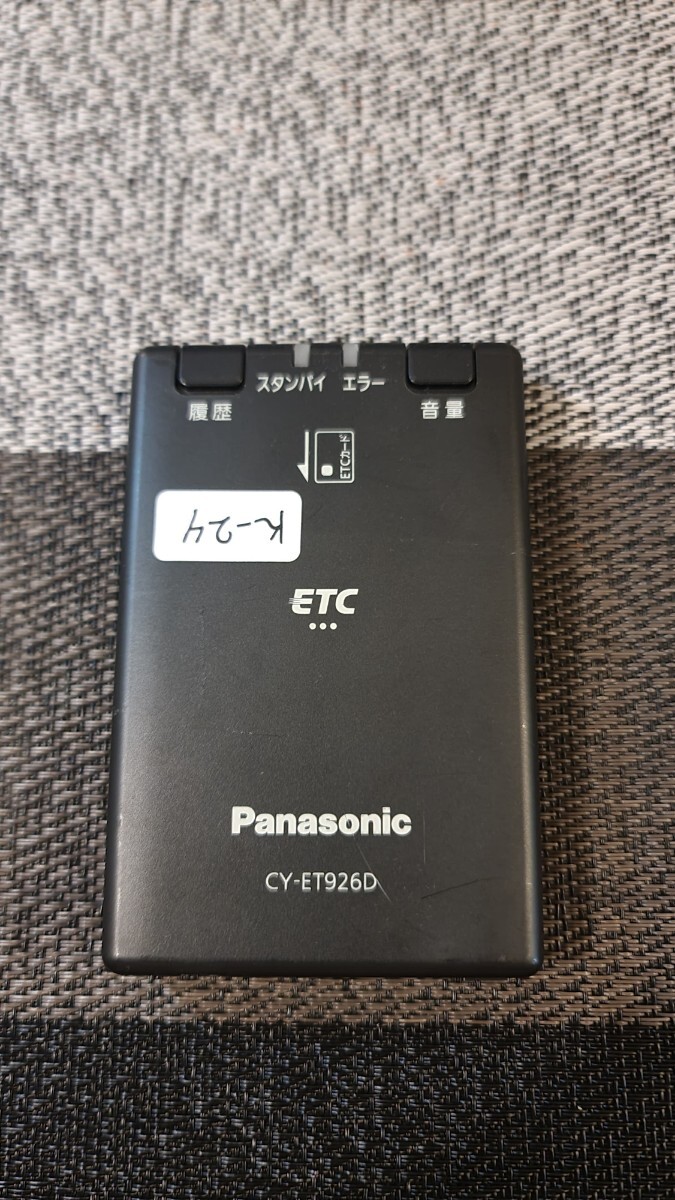 スタンバイ エラー
履歴 音量
ETCカード
K-24
ETC
Panasonic
CY-ET926D